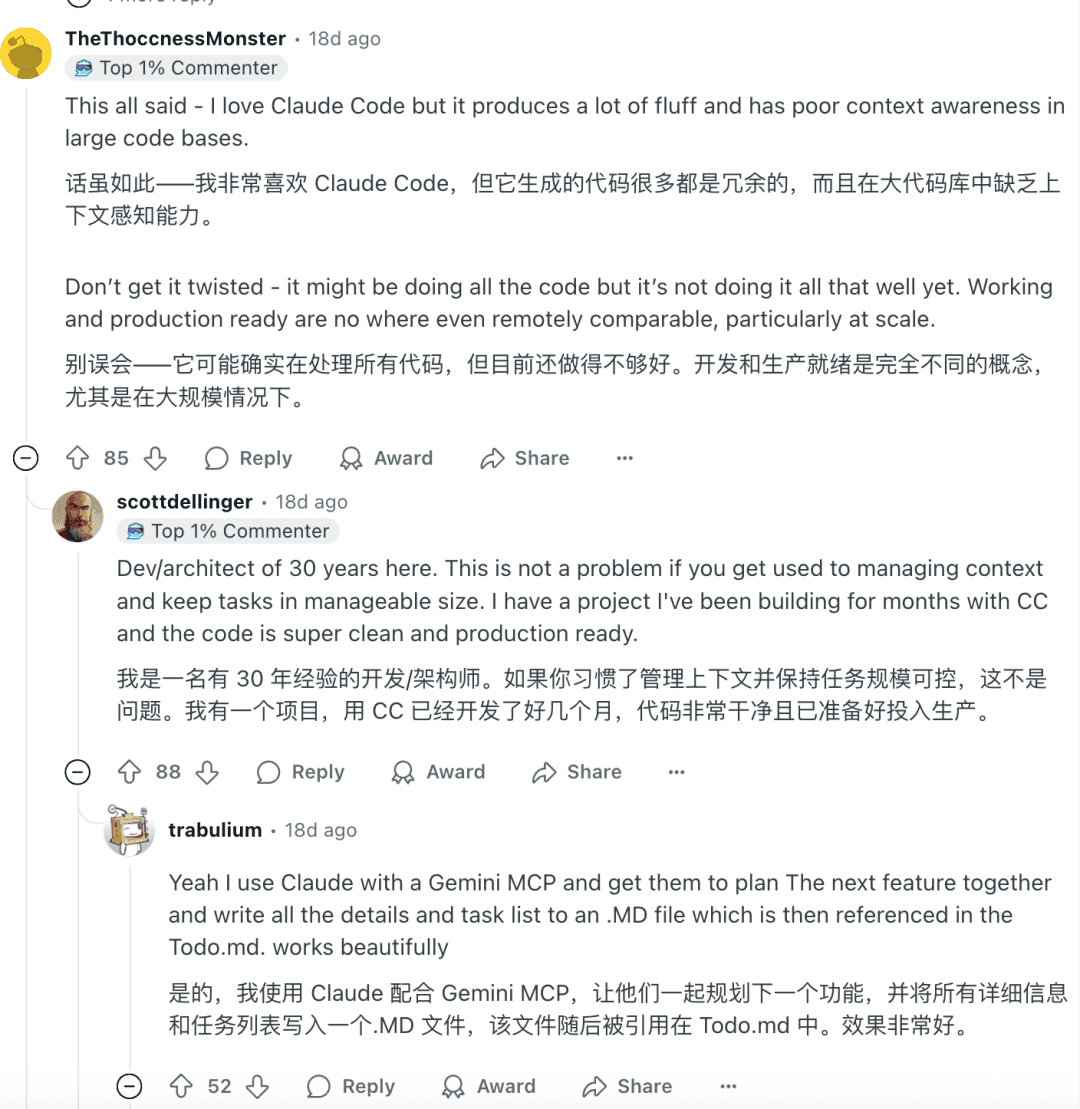 TheThoccnessMonster • 18d ago
Top 1% Commenter
This all said - I love Claude Code but it produces a lot of fluff and has poor context awareness in
large code bases.
话虽如此——我非常喜欢 Claude Code，但它生成的代码很多都是冗余的，而且在大代码库中缺乏上
下文感知能力。
Don’t get it twisted - it might be doing all the code but it’s not doing it all that well yet. Working
and production ready are no where even remotely comparable, particularly at scale.
别误会——它可能确实在处理所有代码，但目前还做得不够好。开发和生产就绪是完全不同的概念，
尤其是在大规模情况下。
85 Reply Award Share ···
scottdellinger • 18d ago
Top 1% Commenter
Dev/architect of 30 years here. This is not a problem if you get used to managing context
and keep tasks in manageable size. I have a project I've been building for months with CC
and the code is super clean and production ready.
我是一名有 30 年经验的开发/架构师。如果你习惯了管理上下文并保持任务规模可控，这不是
问题。我有一个项目，用 CC 已经开发了好几个月，代码非常干净且已准备好投入生产。
88 Reply Award Share ···
trabulium • 18d ago
Yeah I use Claude with a Gemini MCP and get them to plan The next feature together
and write all the details and task list to an .MD file which is then referenced in the
Todo.md. works beautifully
是的，我使用 Claude 配合 Gemini MCP，让他们一起规划下一个功能，并将所有详细信息
和任务列表写入一个.MD 文件，该文件随后被引用在 Todo.md 中。效果非常好。
52 Reply Award Share ···